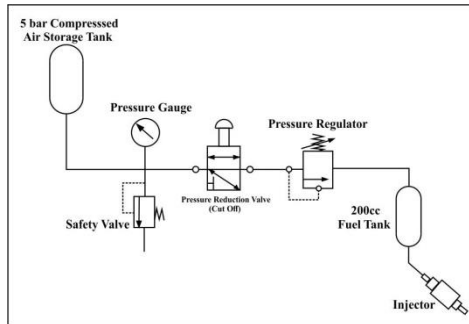 5 bar Compresssed
Air Storage Tank
Pressure Gauge
Pressure Regulator
Pressure Reduction Valve
(Cut Off)
Safety Valve
200cc
Fuel Tank
Injector